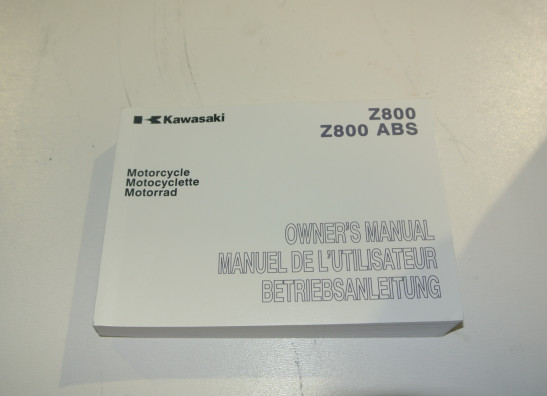 Kawasaki
Z800
Z800 ABS
Motorcycle
Motocyclette
Motorrad
OWNER'S MANUAL
MANUEL DE L'UTILISATEUR
BETRIEBSANLEITUNG